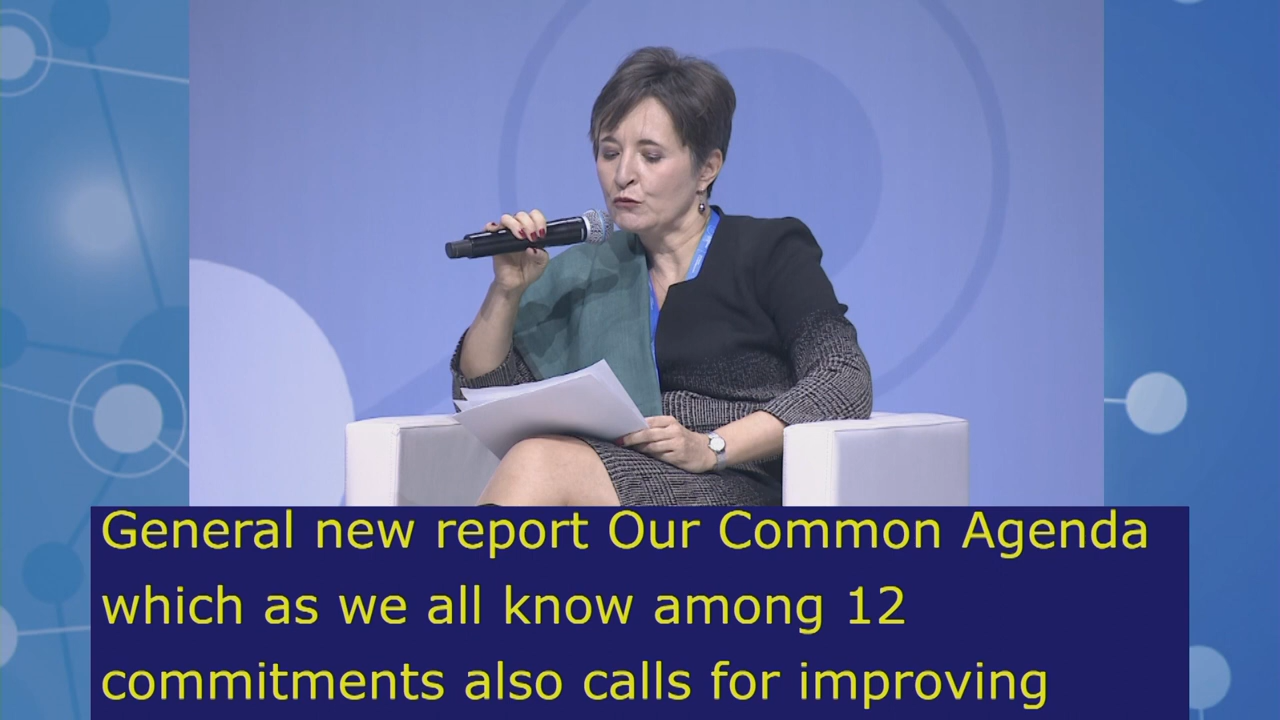 General new report Our Common Agenda
which as we all know among 12
commitments also calls for improving